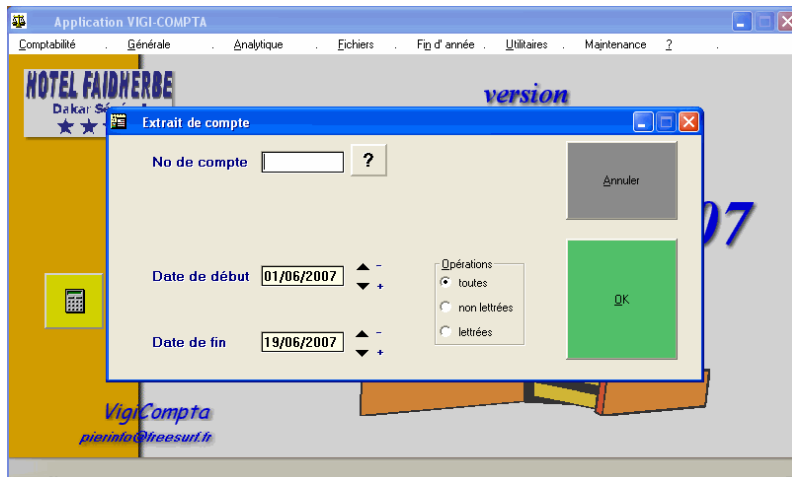 Application VIGI-COMPTA
Comptabilité . Générale . Analytique . Fichiers . Fin d' année . Utilitaires . Maintenance ? .
HOTEL FAIDHERBE
Dakar
version
Extrait de compte
No de compte ?
Annuler
07
Opérations
Date de début 01/06/2007 - +
toutes
non lettrées
lettrées
OK
Date de fin 19/06/2007 - +
VigiCompta
pierinfo@freesurf.fr